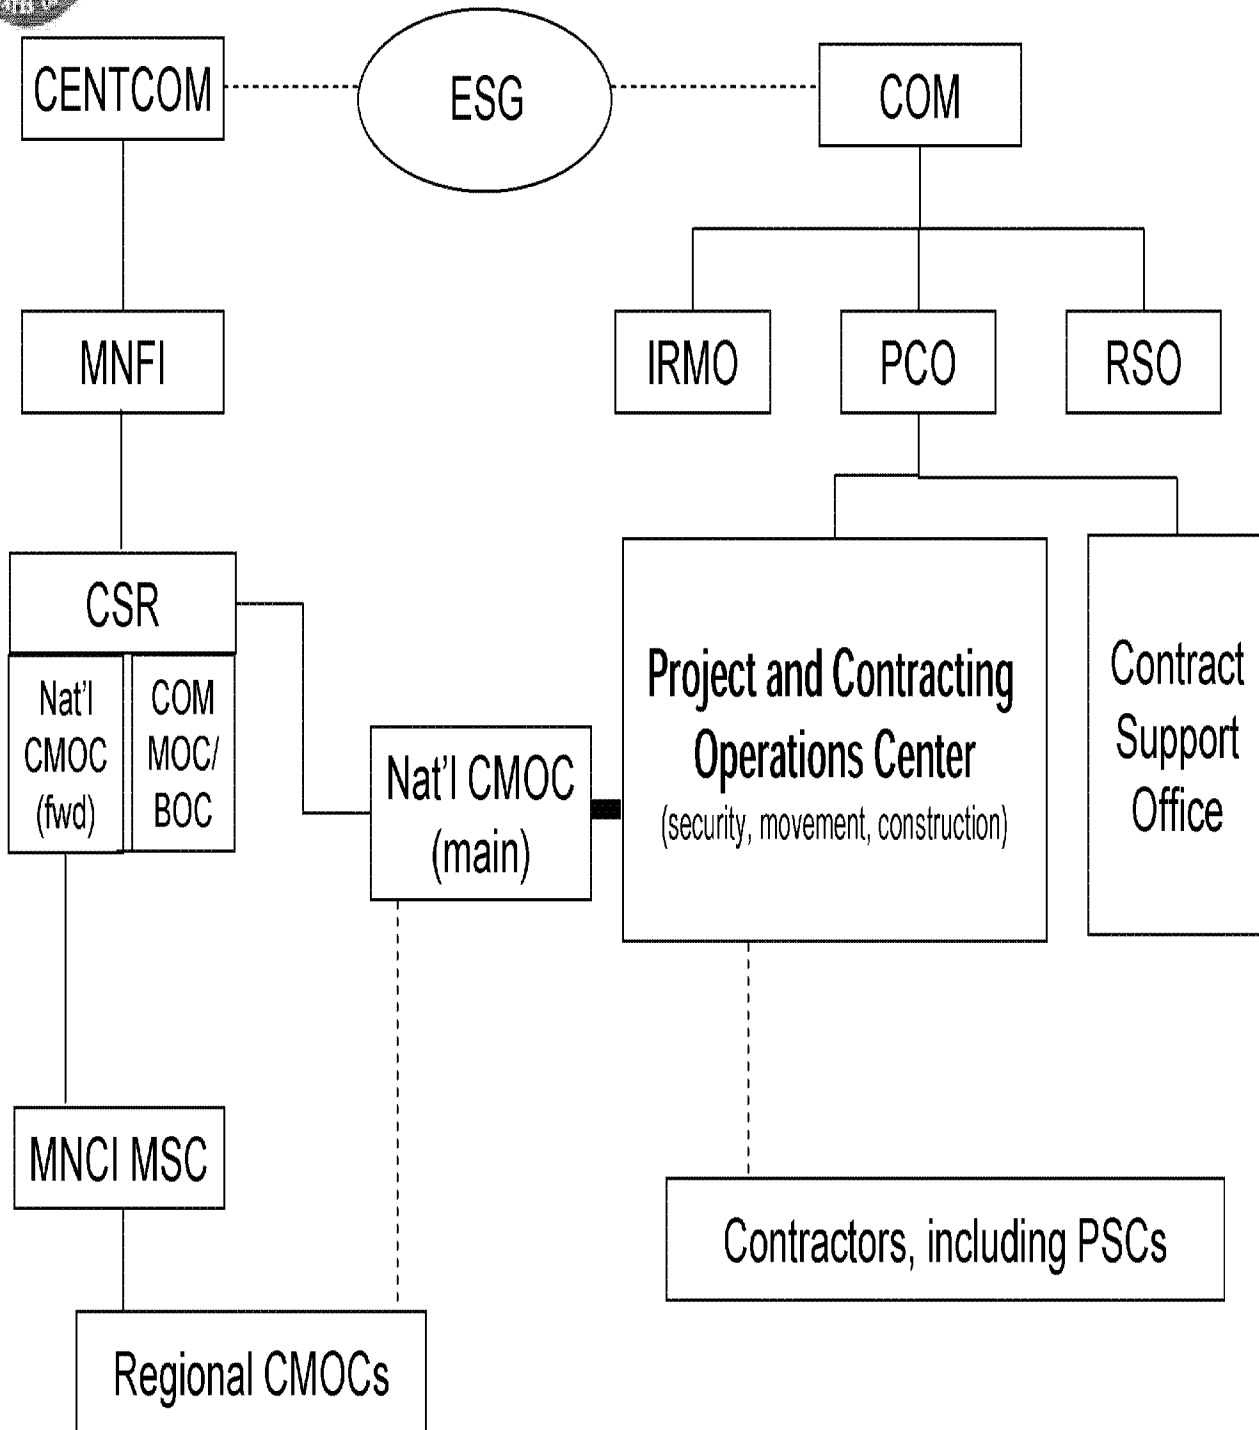 CENTCOM
ESG
COM
MNFI
IRMO
PCO
RSO
CSR
Nat'l
CMOC
(fwd)
COM
MOC/
BOC
Nat'l CMOC
(main)
Project and Contracting
Operations Center
(security, movement, construction)
Contract
Support
Office
MNCI MSC
Contractors, including PSCs
Regional CMOCs